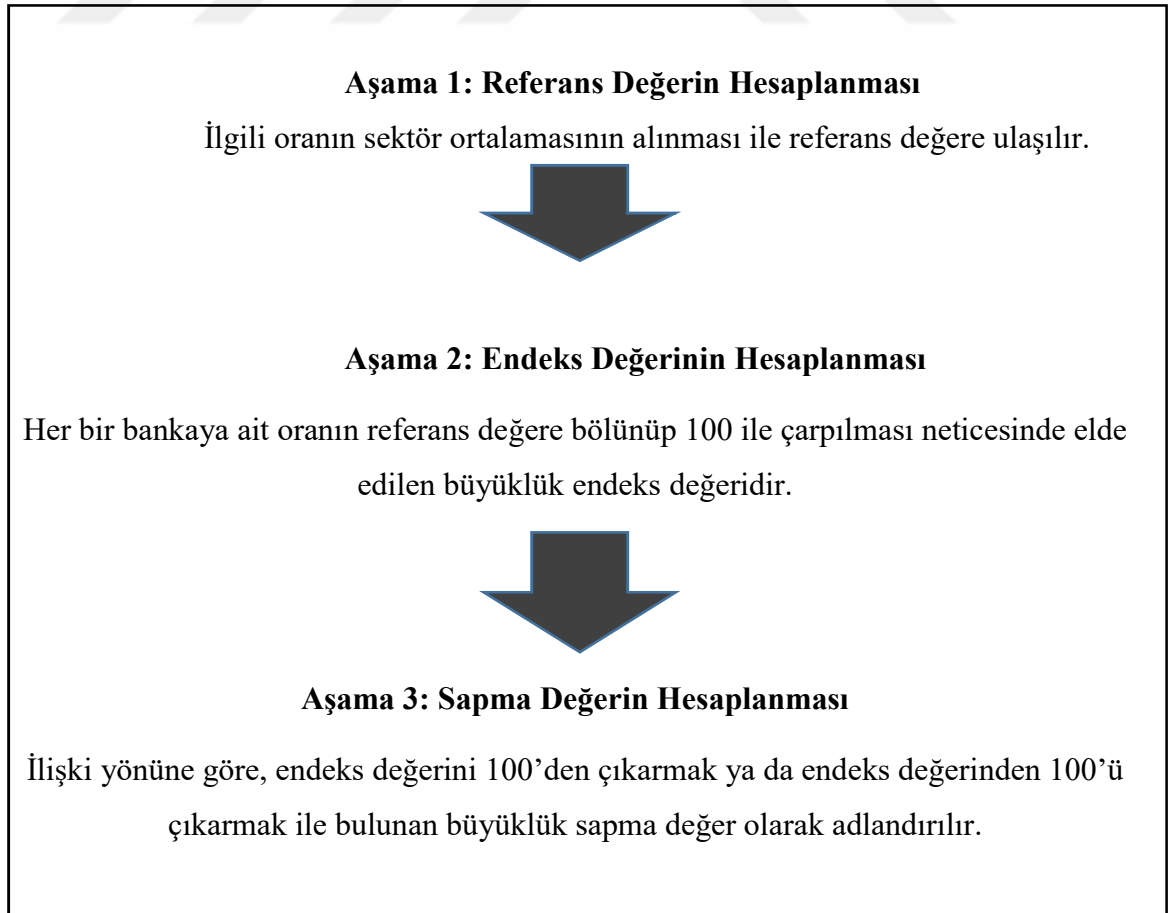 Aşama 1: Referans Değerin Hesaplanması
İlgili oranın sektör ortalamasının alınması ile referans değere ulaşılır.
Aşama 2: Endeks Değerinin Hesaplanması
Her bir bankaya ait oranın referans değere bölünüp 100 ile çarpılması neticesinde elde
edilen büyüklük endeks değeridir.
Aşama 3: Sapma Değerin Hesaplanması
İlişki yönüne göre, endeks değerini 100’den çıkarmak ya da endeks değerinden 100’ü
çıkarmak ile bulunan büyüklük sapma değer olarak adlandırılır.